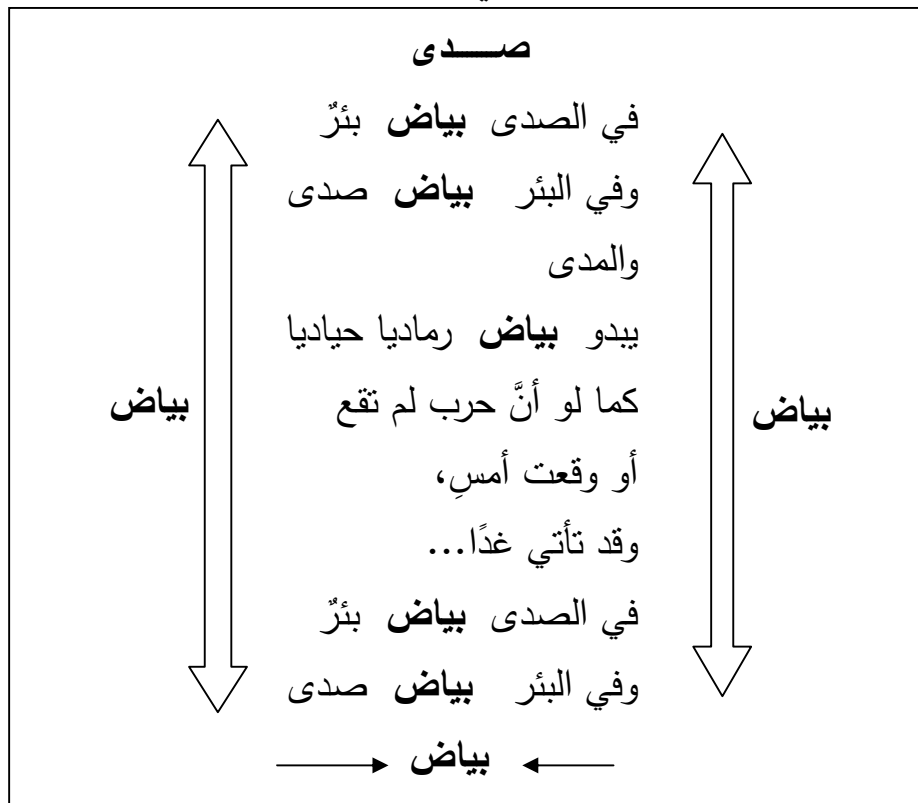 صــــدى
في الصدى بياض بئرٌ
وفي البئر بياض صدى
والمدى
يبدو بياض رماديا حياديا
كما لو أنَّ حرب لم تقع
أو وقعت أمسِ،
وقد تأتي غدًا...
في الصدى بياض بئرٌ
وفي البئر بياض صدى
بياض
بياض
بياض